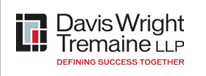 Davis Wright
Tremaine LLP
DEFINING SUCCESS TOGETHER